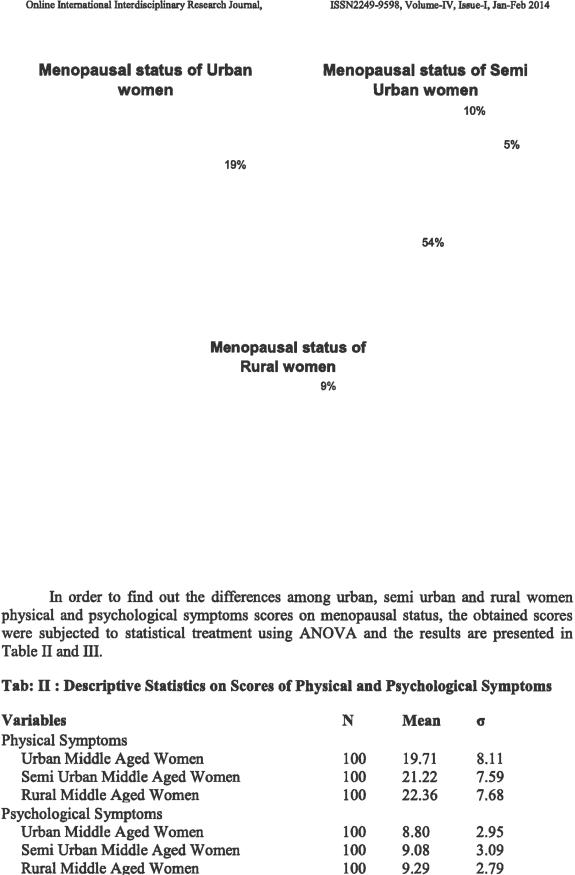 Online International Interdisciplinary Research Journal, ISSN2249-9598, Volume-IV, Issue-I, Jan-Feb 2014
Menopausal status of Urban
women
19%
Menopausal status of Semi
Urban women
10%
5%
54%
Menopausal status of
Rural women
9%
In order to find out the differences among urban, semi urban and rural women
physical and psychological symptoms scores on menopausal status, the obtained scores
were subjected to statistical treatment using ANOVA and the results are presented in
Table II and III.
Tab: II : Descriptive Statistics on Scores of Physical and Psychological Symptoms
Variables N Mean σ
Physical Symptoms
Urban Middle Aged Women 100 19.71 8.11
Semi Urban Middle Aged Women 100 21.22 7.59
Rural Middle Aged Women 100 22.36 7.68
Psychological Symptoms
Urban Middle Aged Women 100 8.80 2.95
Semi Urban Middle Aged Women 100 9.08 3.09
Rural Middle Aged Women 100 9.29 2.79